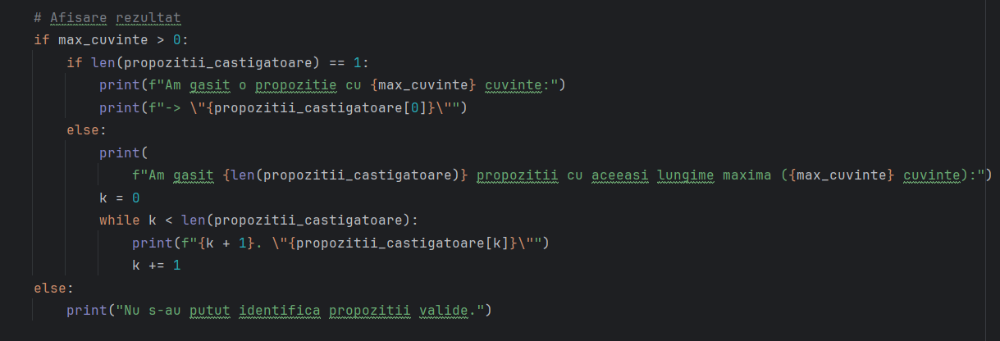 # Afisare rezultat
if max_cuvinte > 0:
if len(propozitii_castigatoare) == 1:
print(f"Am gasit o propozitie cu {max_cuvinte} cuvinte:")
print(f"-> \"{propozitii_castigatoare[0]}\"")
else:
print(
f"Am gasit {len(propozitii_castigatoare)} propozitii cu aceeasi lungime maxima ({max_cuvinte} cuvinte):")
k = 0
while k < len(propozitii_castigatoare):
print(f"{k + 1}. \"{propozitii_castigatoare[k]}\"")
k += 1
else:
print("Nu s-au putut identifica propozitii valide.")